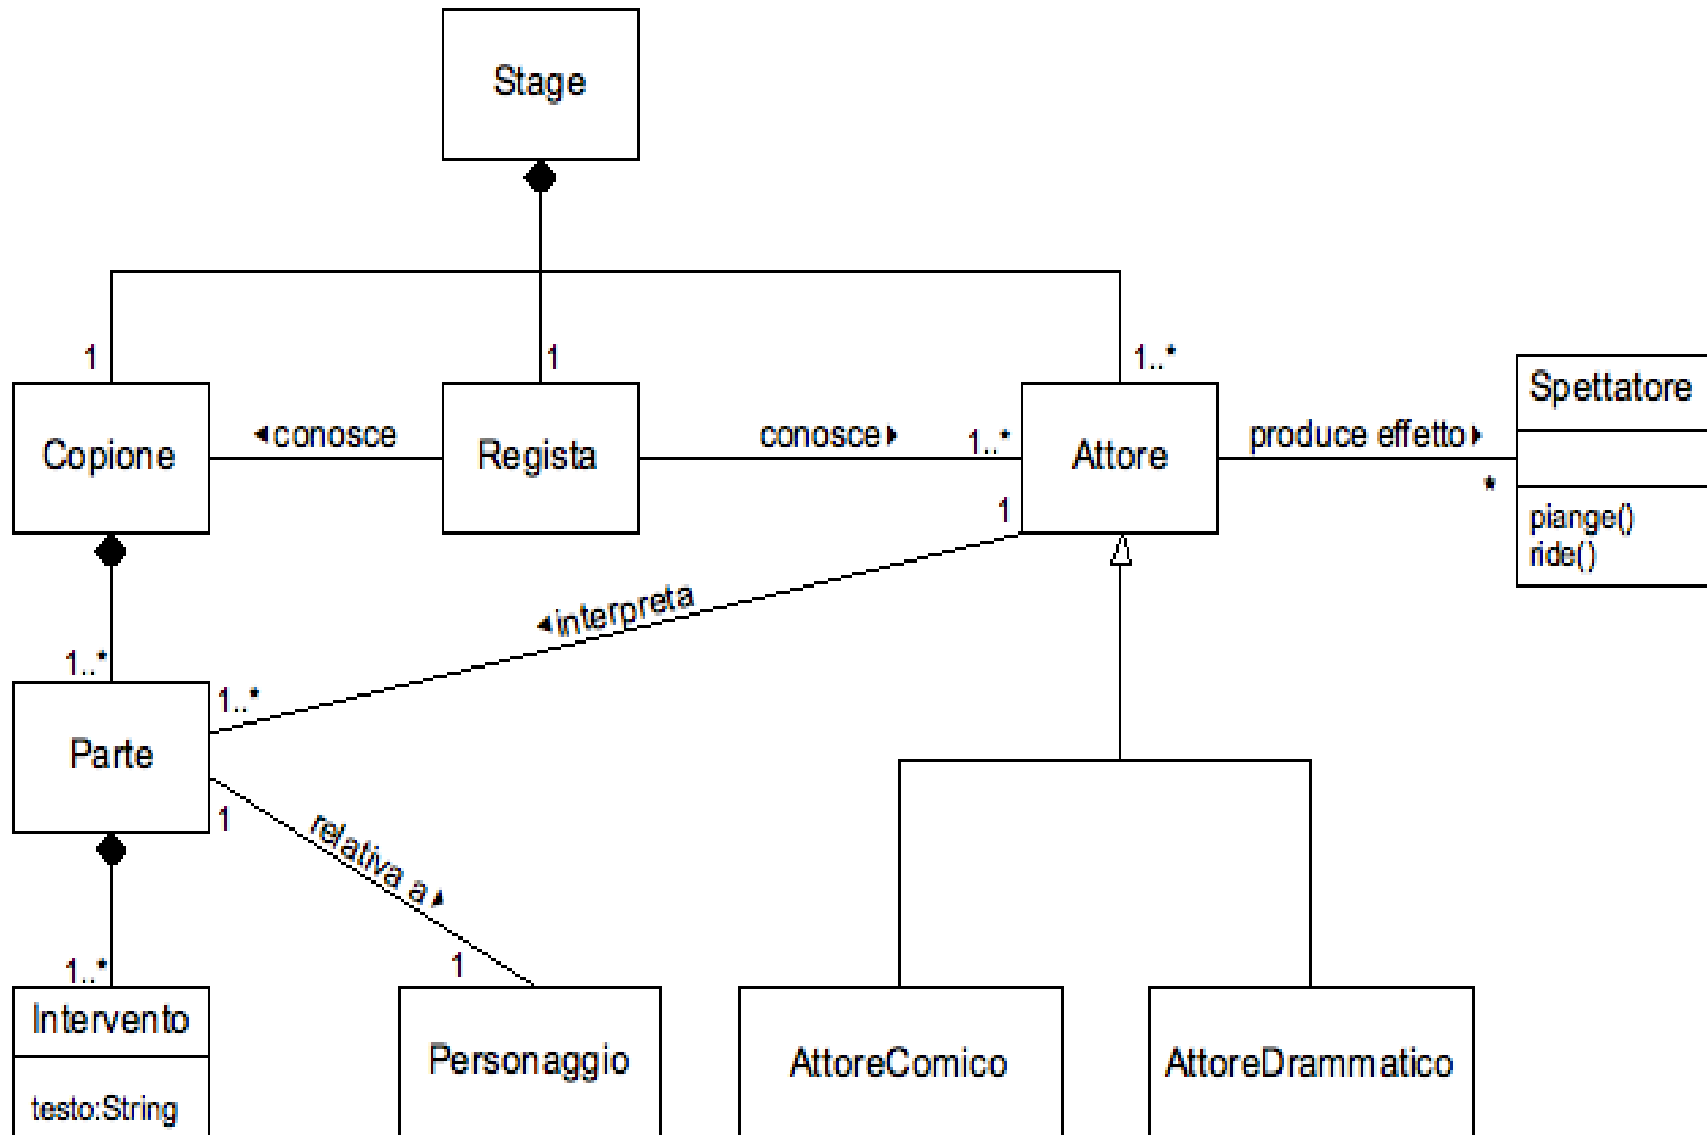 Stage
1
1
1..*
Copione
◂conosce
Regista
conosce▸
1..*
Attore
produce effetto▸
*
Spettatore
piange()
ride()
1
◂interpreta
1..*
1..*
Parte
1
relativa a▸
1
1..*
Intervento
testo:String
Personaggio
AttoreComico
AttoreDrammatico